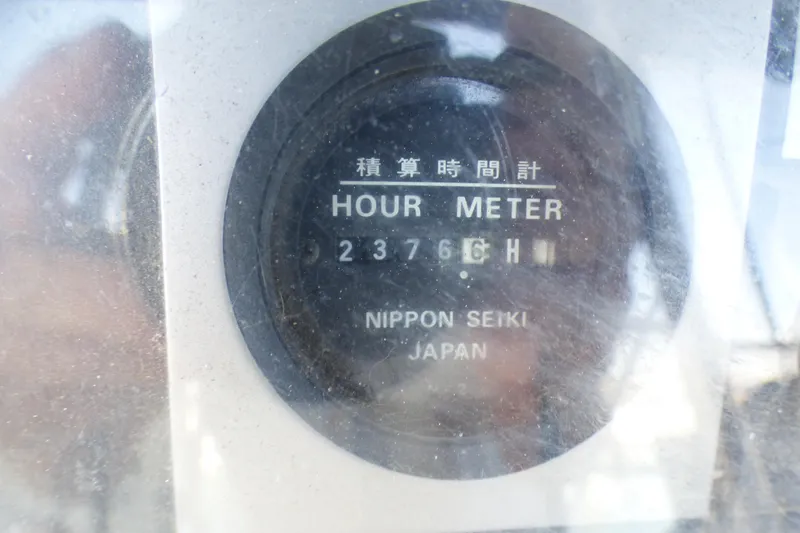 積算時間計
HOUR METER
2376 H
NIPPON SEIKI
JAPAN